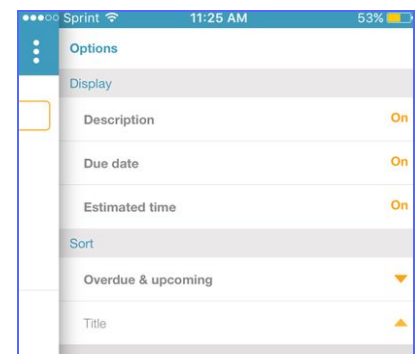 Sprint 11:25 AM 53%
Options
Display
Description On
Due date On
Estimated time On
Sort
Overdue & upcoming
Title